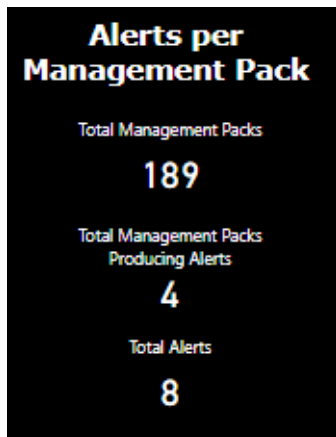 Alerts per
Management Pack
Total Management Packs
189
Total Management Packs
Producing Alerts
4
Total Alerts
8